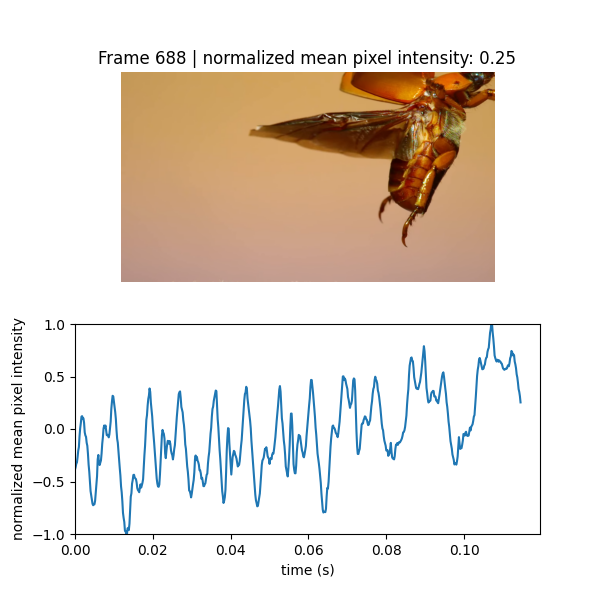 Frame 688 | normalized mean pixel intensity: 0.25
normalized mean pixel intensity
1.0
0.5
0.0
−0.5
−1.0
0.00 0.02 0.04 0.06 0.08 0.10
time (s)